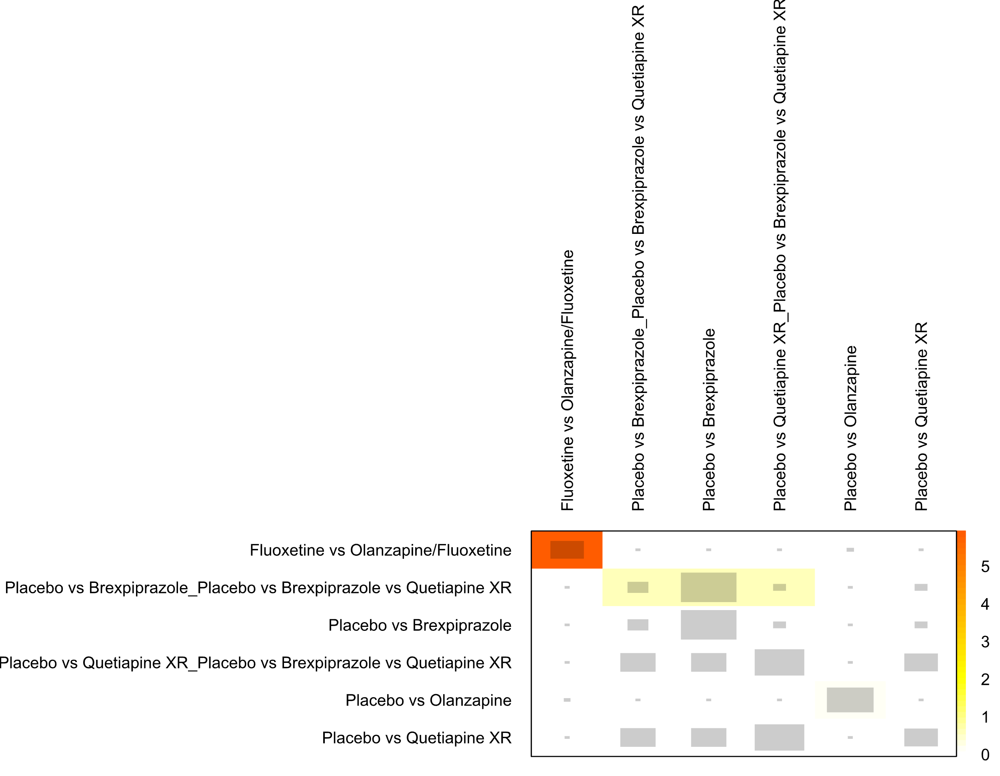 Fluoxetine vs Olanzapine/Fluoxetine
Placebo vs Brexpiprazole_Placebo vs Brexpiprazole vs Quetiapine XR
Placebo vs Brexpiprazole
Placebo vs Quetiapine XR_Placebo vs Brexpiprazole vs Quetiapine XR
Placebo vs Olanzapine
Placebo vs Quetiapine XR
Fluoxetine vs Olanzapine/Fluoxetine
Placebo vs Brexpiprazole_Placebo vs Brexpiprazole vs Quetiapine XR
Placebo vs Brexpiprazole
Placebo vs Quetiapine XR_Placebo vs Brexpiprazole vs Quetiapine XR
Placebo vs Olanzapine
Placebo vs Quetiapine XR
5
4
3
2
1
0